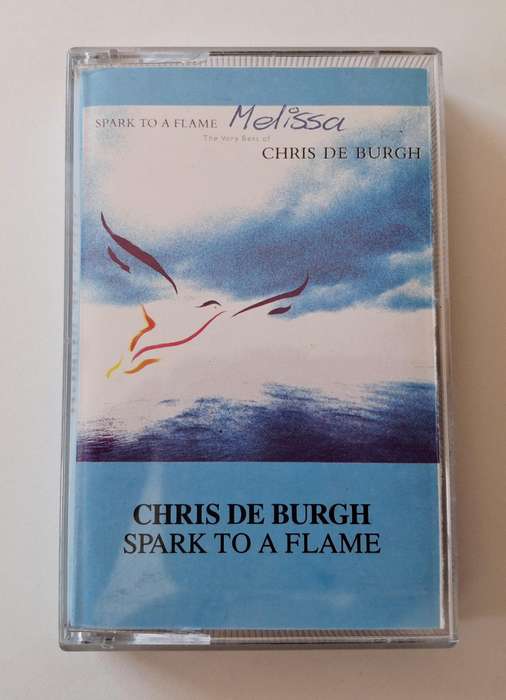 SPARK TO A FLAME Melissa
The Very Best of
CHRIS DE BURGH
CHRIS DE BURGH
SPARK TO A FLAME